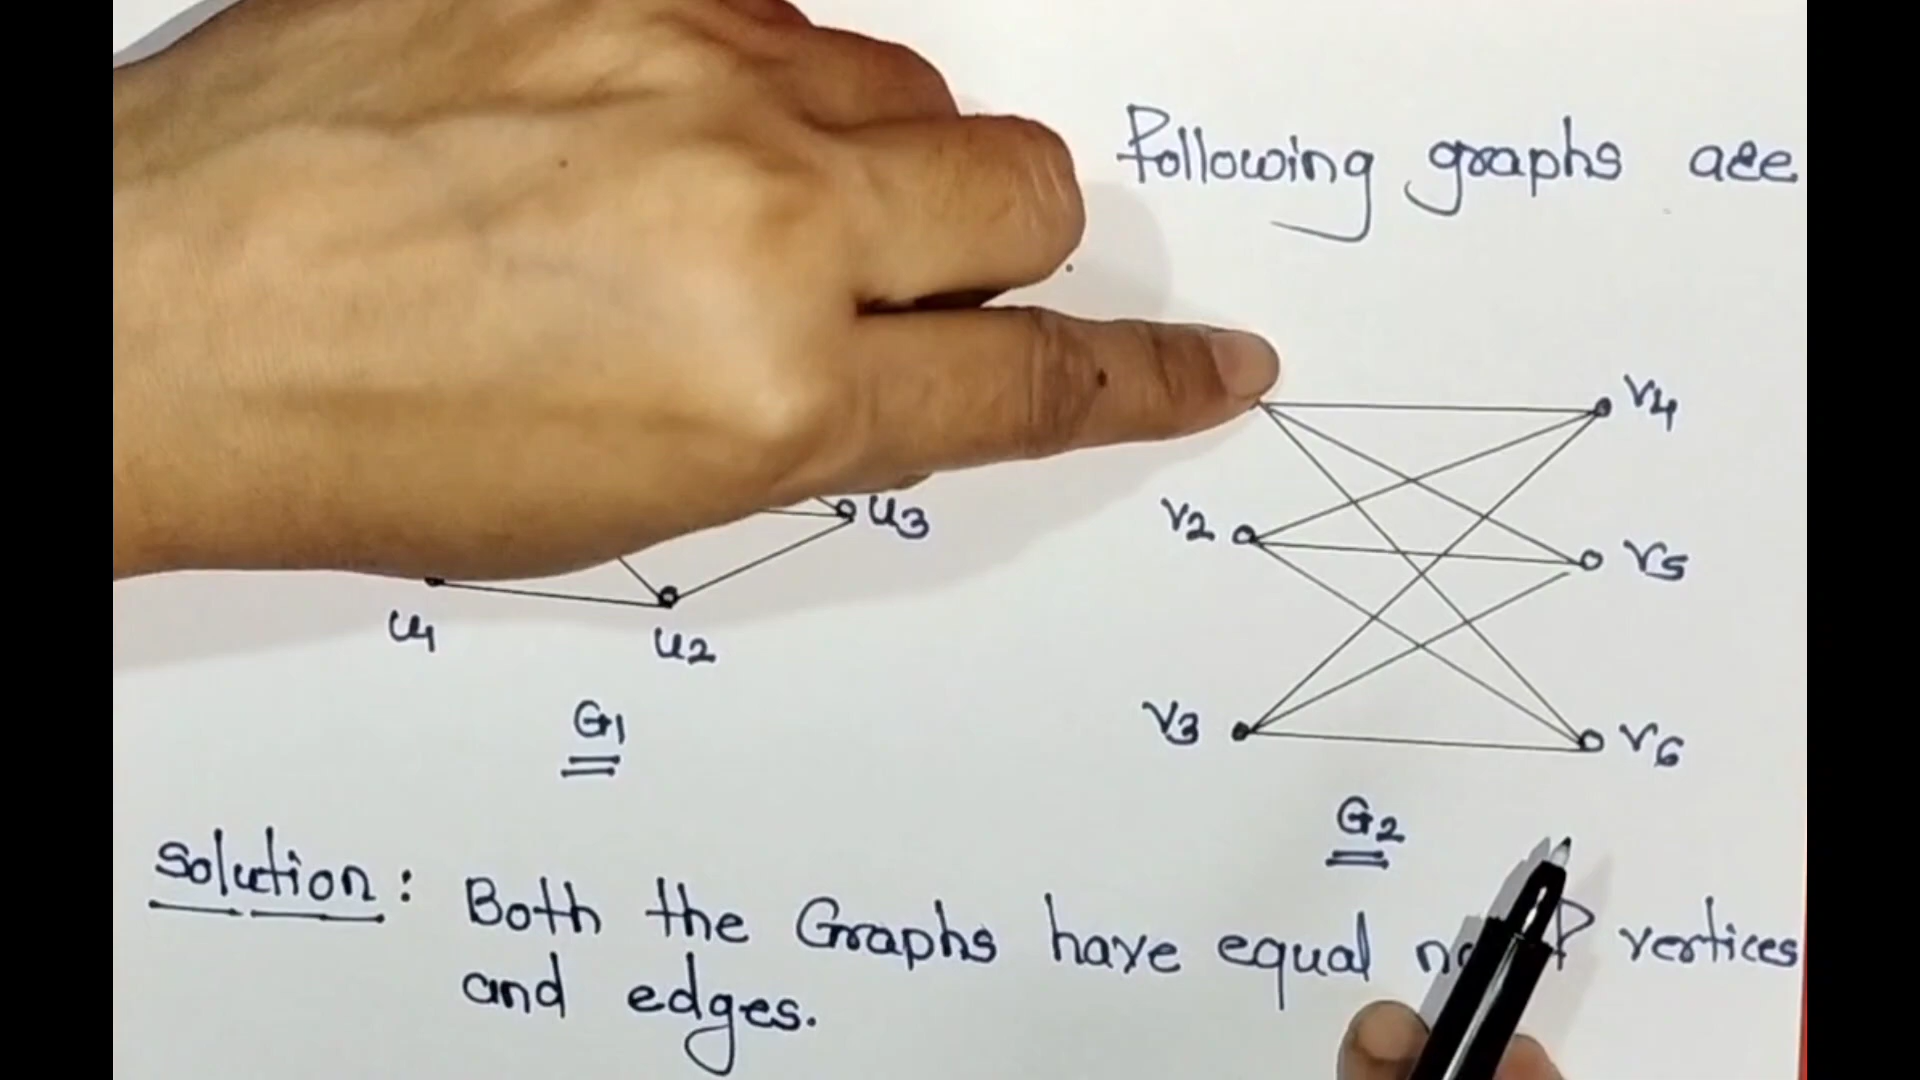 following graphs are
V4
u3
V2
V5
u1
u2
G1
V3
V6
G2
Solution: Both the Graphs have equal vertices
and edges.